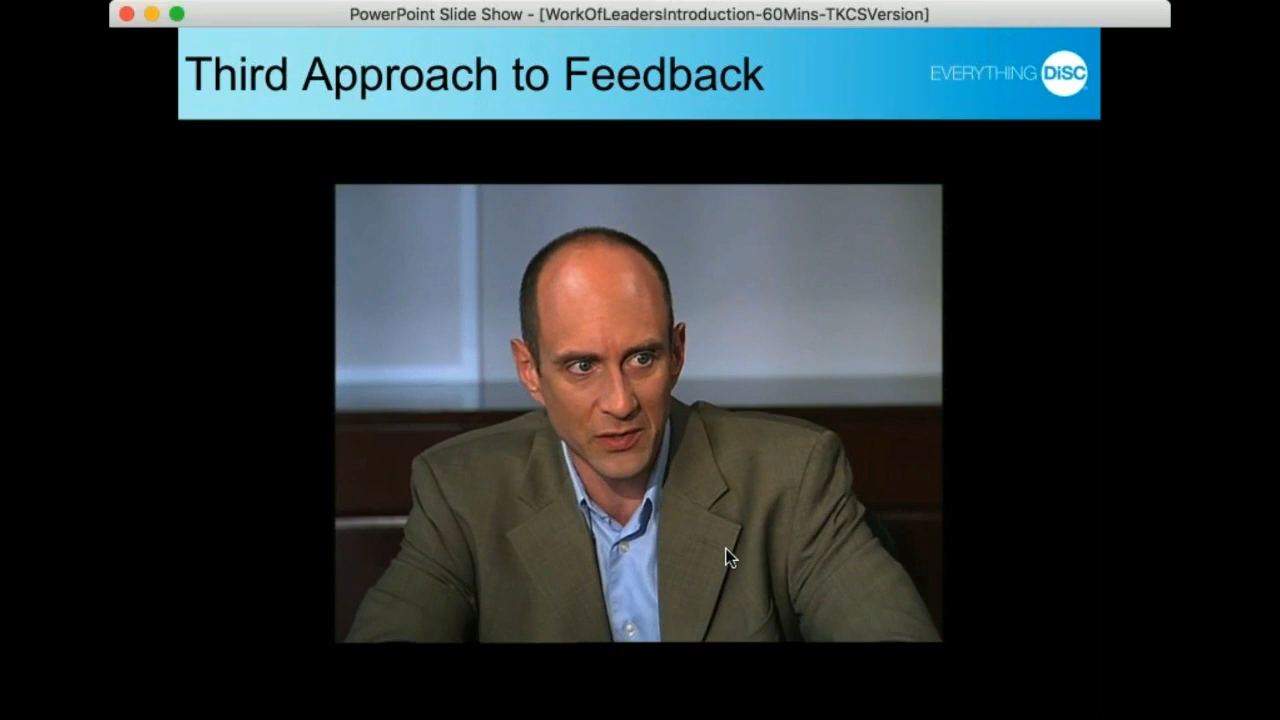 PowerPoint Slide Show - [WorkOfLeadersIntroduction-60Mins-TKCSVersion]
Third Approach to Feedback
EVERYTHING DiSC